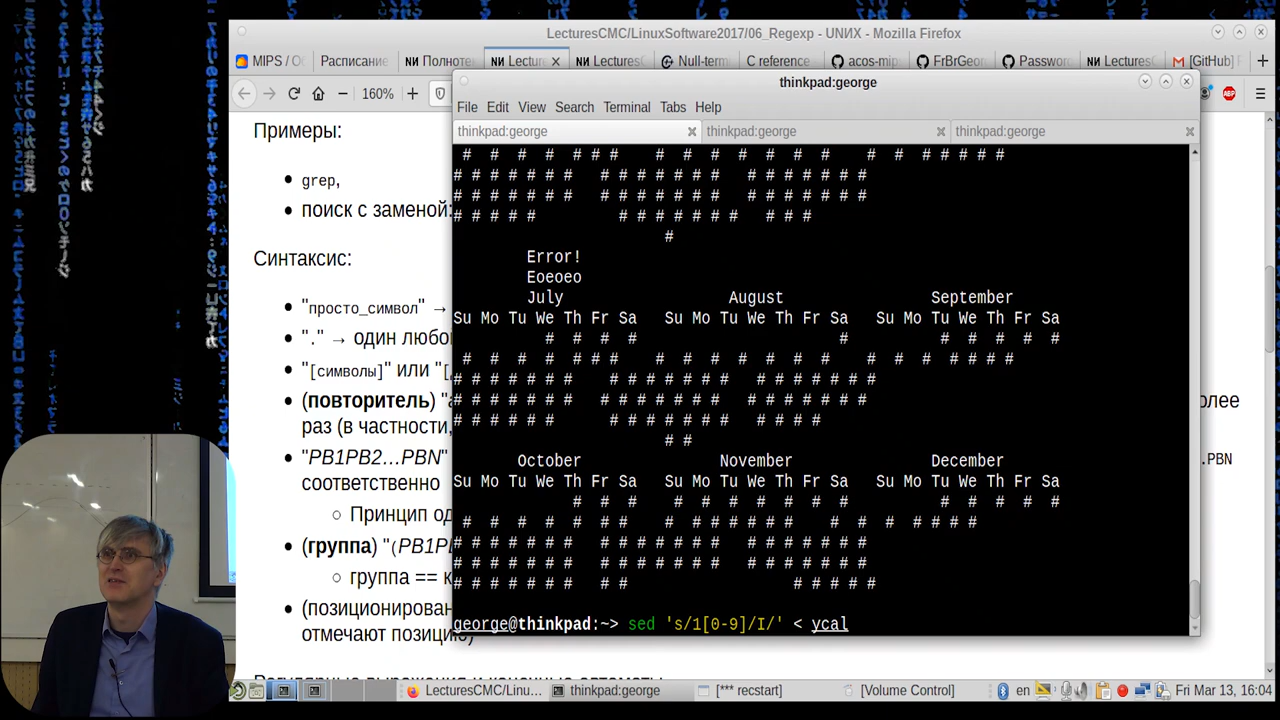 LecturesCMC/LinuxSoftware2017/06_Regexp - UNИX - Mozilla Firefox
MIPS / О
Расписание
Полноте
Lecture
LecturesC
Null-term
C reference
acos-mip
FrBrGeor
Passwor
LecturesC
[GitHub] F
160%
thinkpad:george
File Edit View Search Terminal Tabs Help
thinkpad:george
thinkpad:george
thinkpad:george
Примеры:
grep,
поиск с заменой:
Синтаксис:
"просто_символ" →
"." → один любо
"[символы]" или "[
(повторитель) "
раз (в частности,
более
"РВ1РВ2…РВN"
соответственно
.PBN
Принцип од
(группа) "(РВ1РВ
группа == к
(позиционирован
отмечают позицию)
# # # # # # # # # # # # # # # # # # # # #
# # # # # # # # # # # # # # # # # # # # #
# # # # # # # # # # # # # # # # # # # # #
# # # # # # # # # # # # # # #
#
Error!
Eoeoeo
July August September
Su Mo Tu We Th Fr Sa Su Mo Tu We Th Fr Sa Su Mo Tu We Th Fr Sa
# # # # # # # # # #
# # # # # # # # # # # # # # # # # # # # #
# # # # # # # # # # # # # # # # # # # # #
# # # # # # # # # # # # # # # # # # # # #
# # # # # # # # # # # # # # # # # # #
# #
October November December
Su Mo Tu We Th Fr Sa Su Mo Tu We Th Fr Sa Su Mo Tu We Th Fr Sa
# # # # # # # # # # # # # # #
# # # # # # # # # # # # # # # # # # # # #
# # # # # # # # # # # # # # # # # # # # #
# # # # # # # # # # # # # # # # # # # # #
# # # # # # # # # # # # # #
george@thinkpad:~> sed 's/1[0-9]/I/' < ycal
LecturesCMC/Linu...
thinkpad:george
[*** recstart]
[Volume Control]
en
Fri Mar 13, 16:04